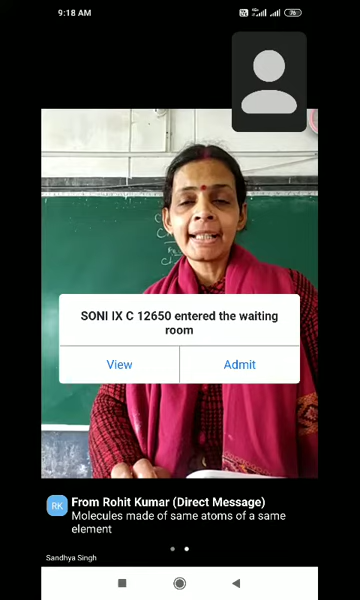 9:18 AM
76
SONI IX C 12650 entered the waiting
room
View
Admit
RK
From Rohit Kumar (Direct Message)
Molecules made of same atoms of a same
element
Sandhya Singh